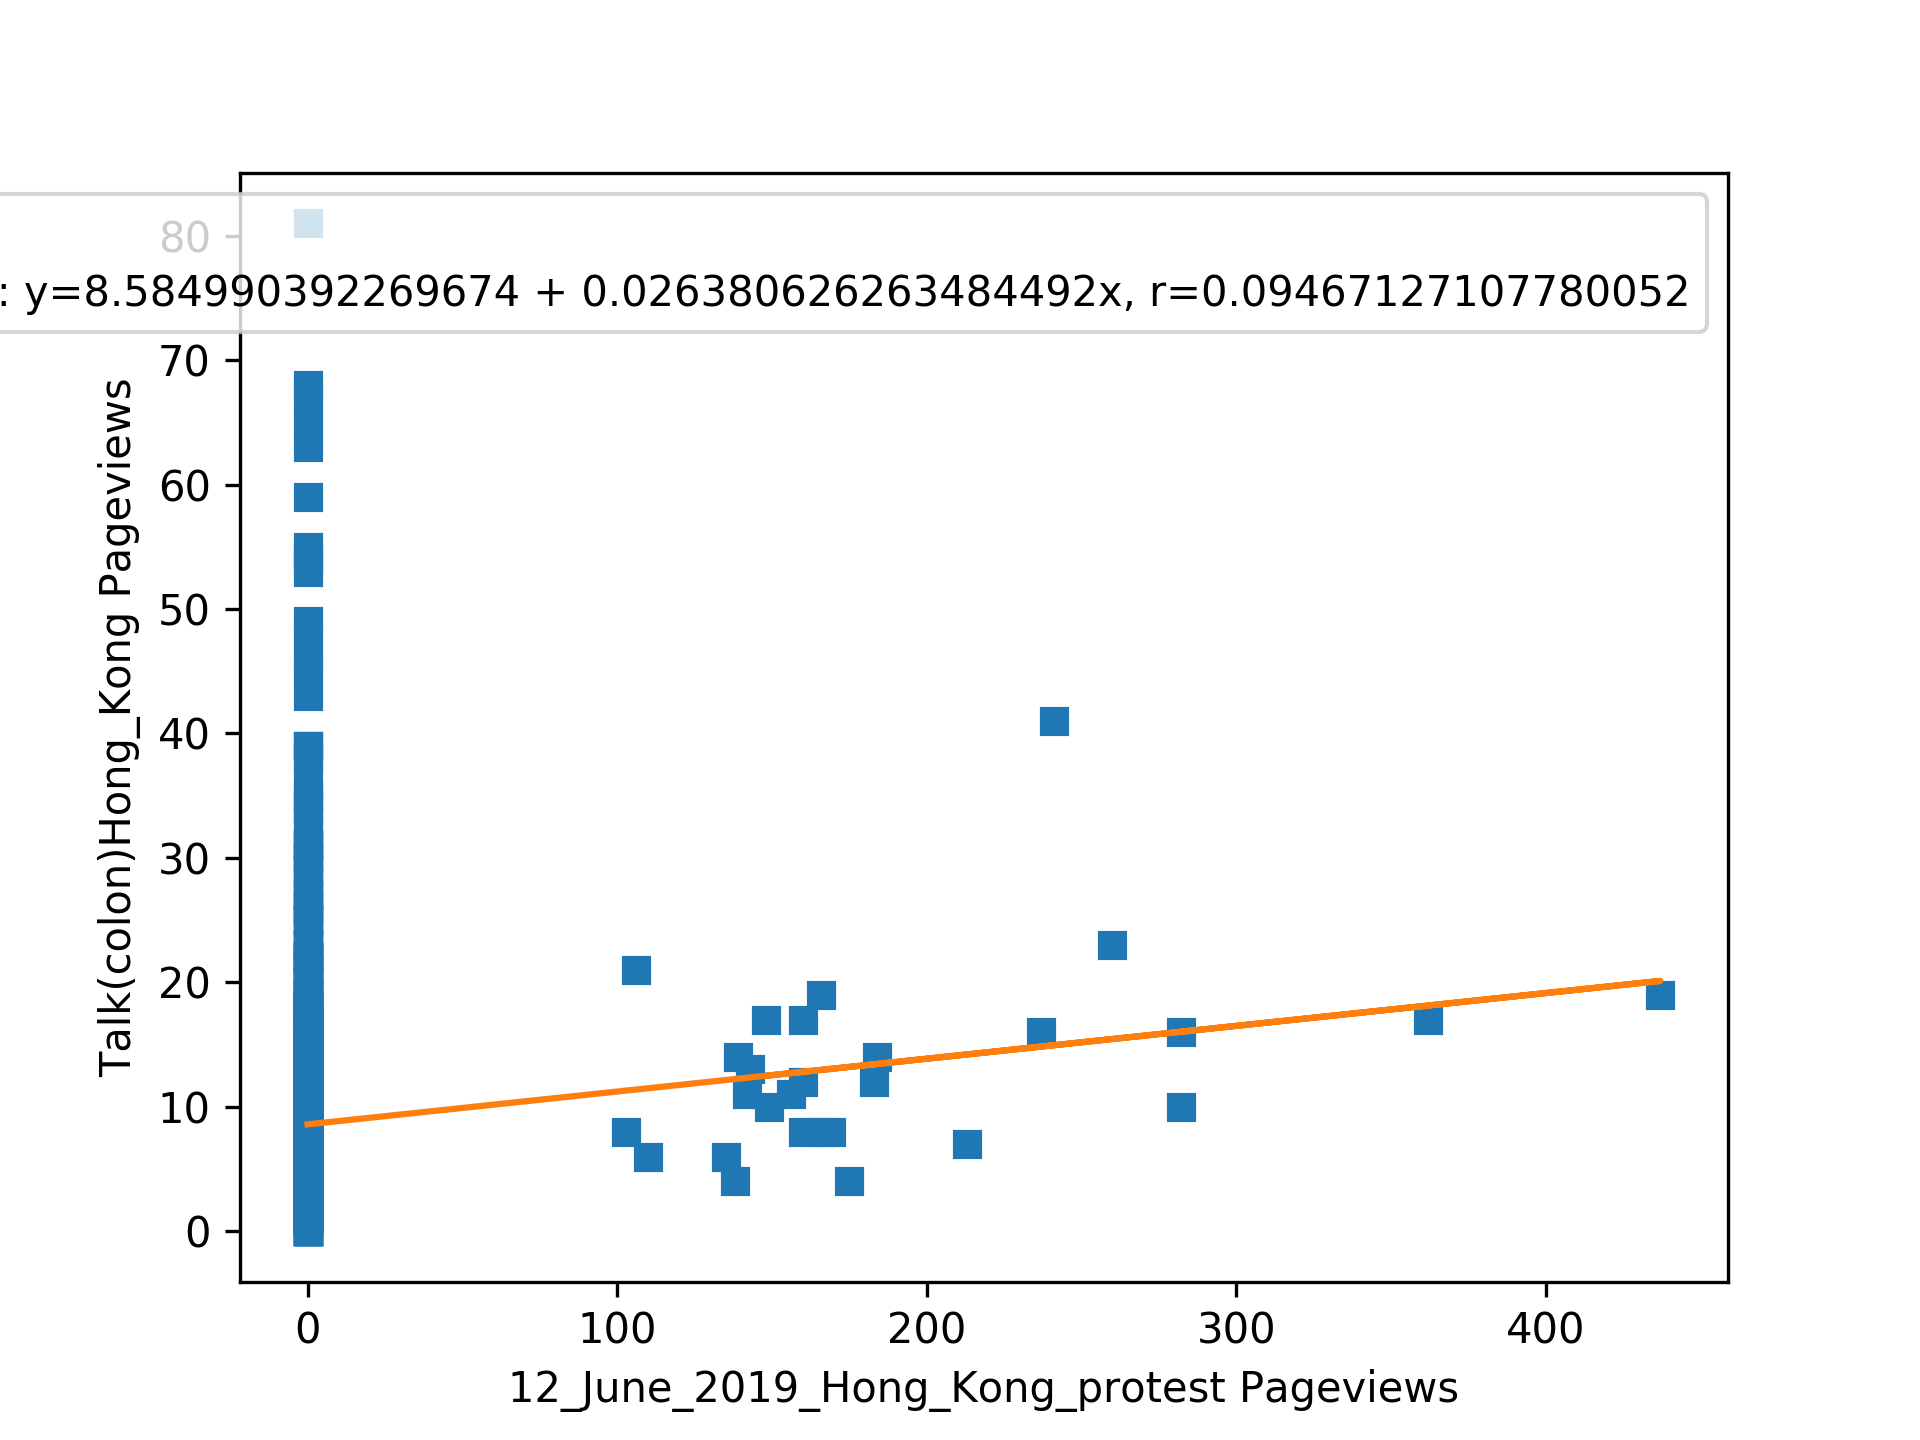 80
: y=8.584990392269674 + 0.026380626263484492x, r=0.09467127107780052
70
60
50
40
30
20
10
0
Talk(colon)Hong_Kong Pageviews
0 100 200 300 400
12_June_2019_Hong_Kong_protest Pageviews